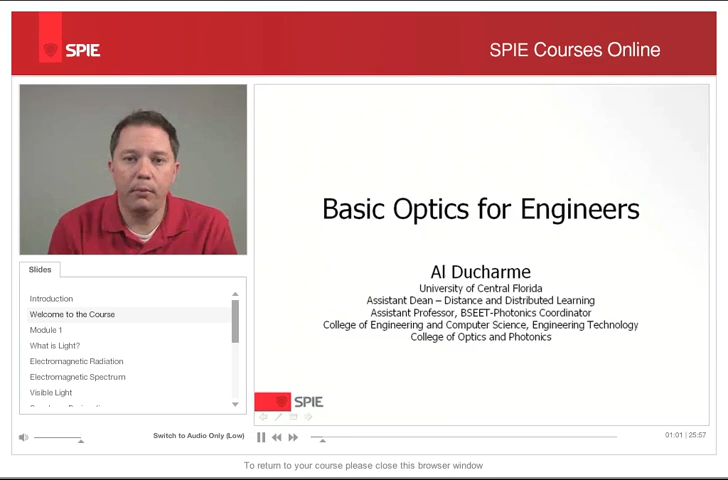 SPIE
SPIE Courses Online
Basic Optics for Engineers
Al Ducharme
University of Central Florida
Assistant Dean – Distance and Distributed Learning
Assistant Professor, BSEET-Photonics Coordinator
College of Engineering and Computer Science, Engineering Technology
College of Optics and Photonics
SPIE
Slides
Introduction
Welcome to the Course
Module 1
What is Light?
Electromagnetic Radiation
Electromagnetic Spectrum
Visible Light
Switch to Audio Only (Low)
01:01 | 25:57
To return to your course please close this browser window